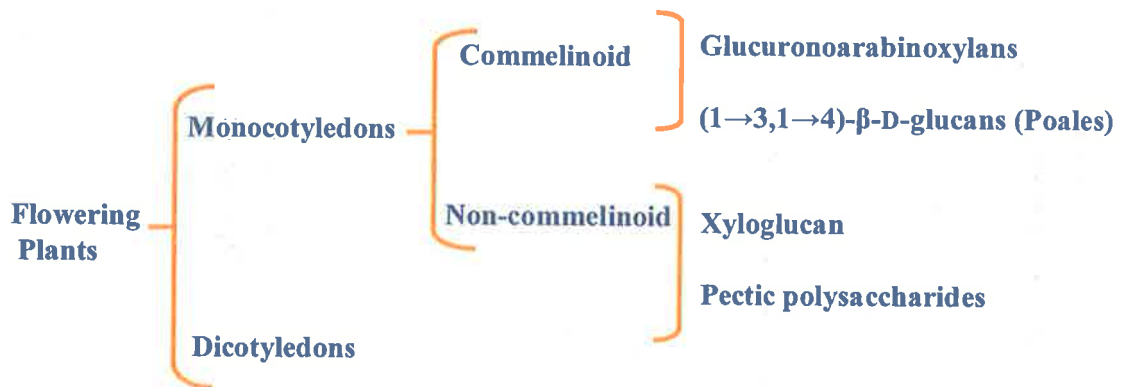 Commelinoid
Glucuronoarabinoxylans
Monocotyledons
(1→3,1→4)-β-D-glucans (Poales)
Flowering
Plants
Non-commelinoid
Xyloglucan
Pectic polysaccharides
Dicotyledons